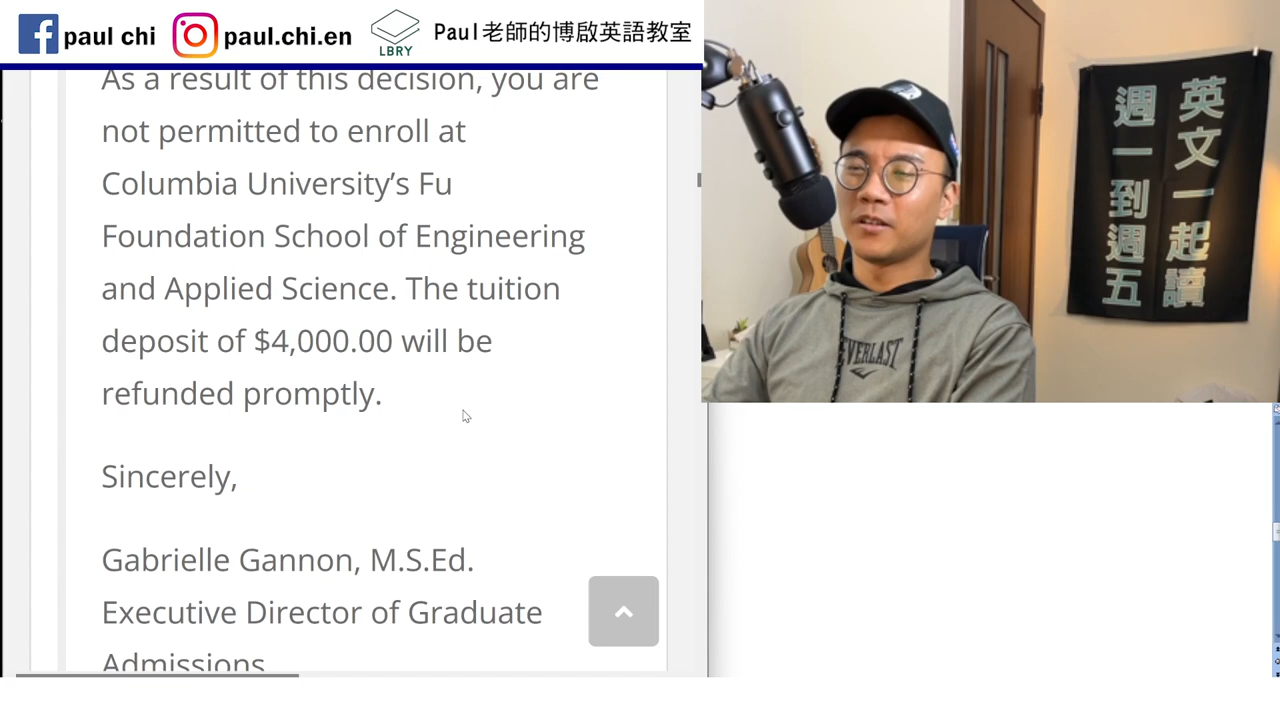 paul chi
paul.chi.en
LBRY
Paul老師的博啟英語教室
As a result of this decision, you are
not permitted to enroll at
Columbia University’s Fu
Foundation School of Engineering
and Applied Science. The tuition
deposit of $4,000.00 will be
refunded promptly.
Sincerely,
Gabrielle Gannon, M.S.Ed.
Executive Director of Graduate
Admissions
英文一起讀
週一到週五
EVERLAST